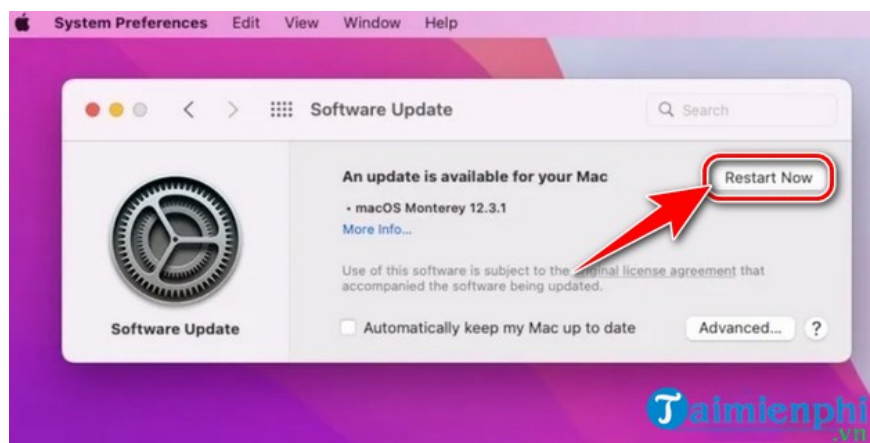 System Preferences Edit View Window Help
Software Update
Search
An update is available for your Mac
Restart Now
• macOS Monterey 12.3.1
More Info...
Use of this software is subject to the original license agreement that
accompanied the software being updated.
Software Update
Automatically keep my Mac up to date
Advanced...
?
Taimienphi
.vn